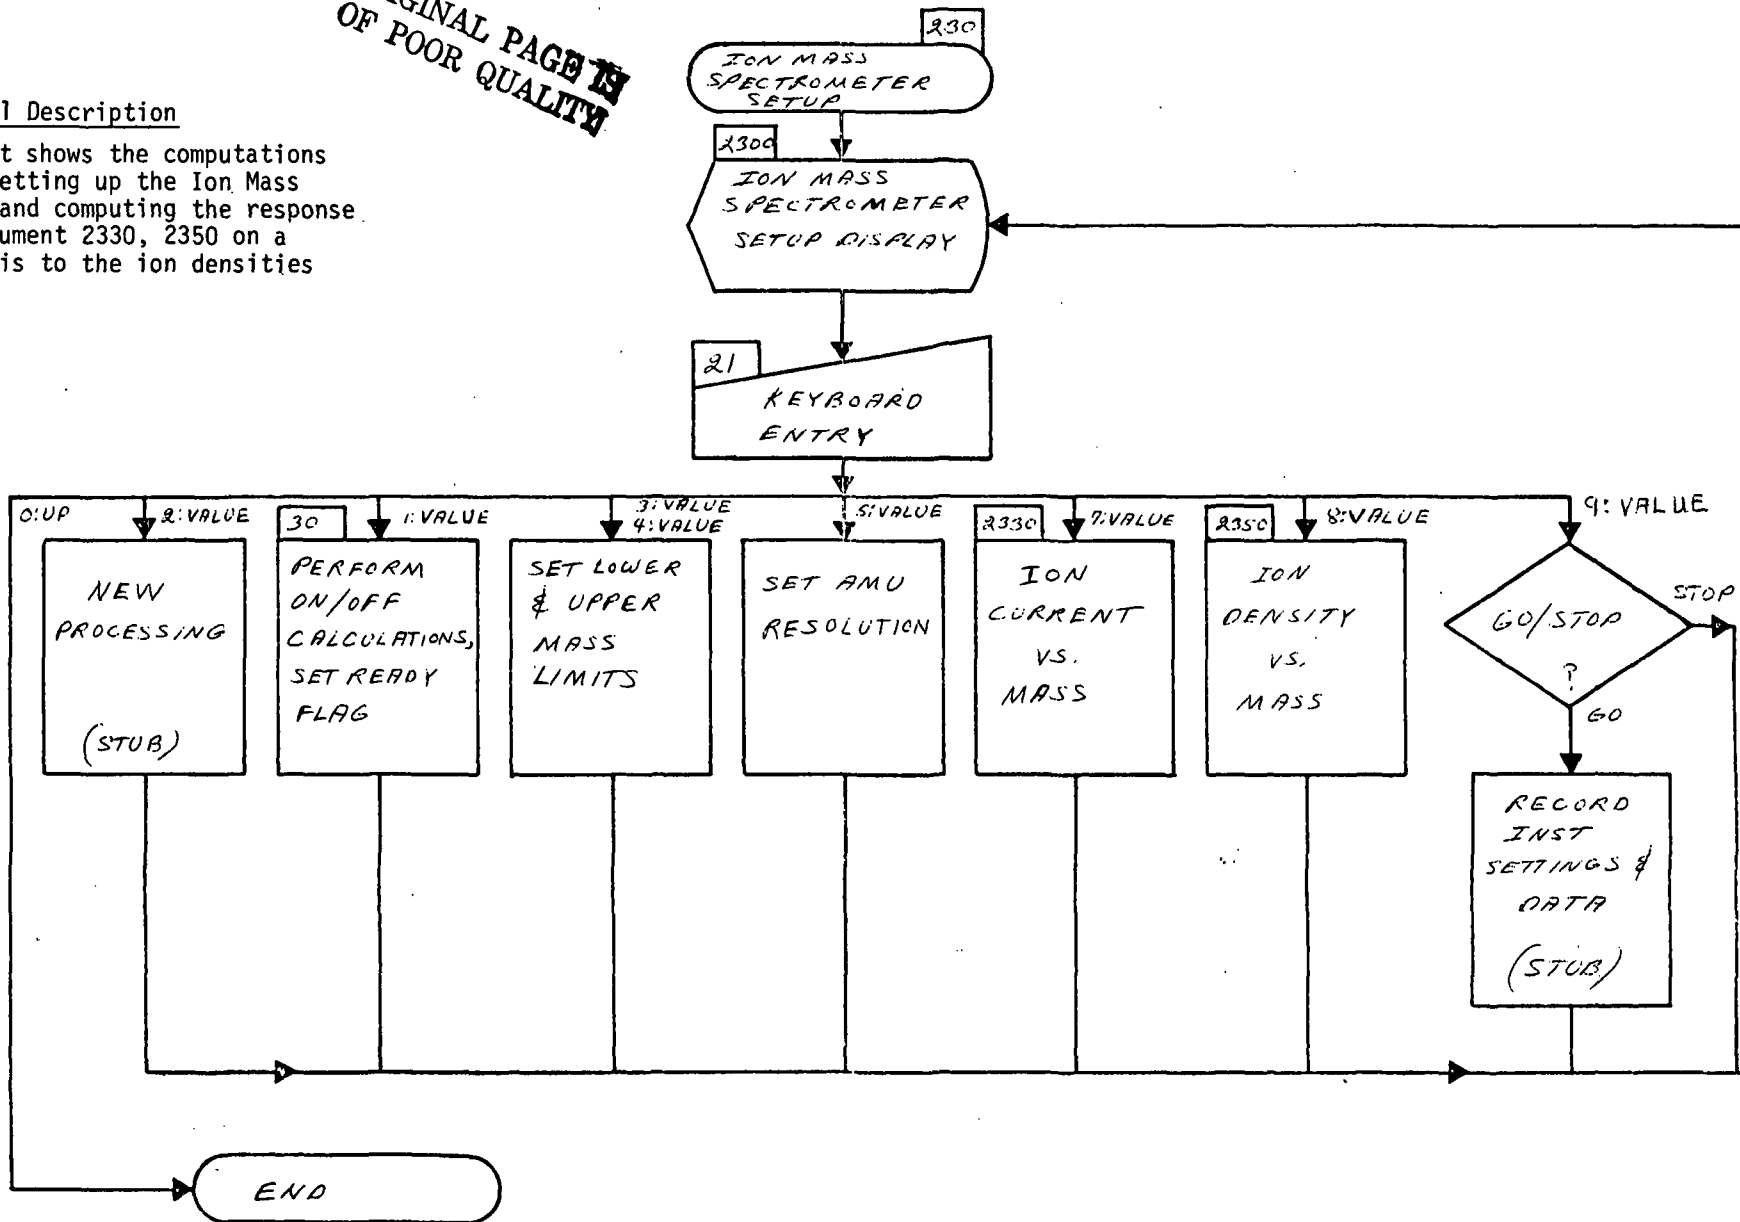 GINAL PAGE IS
OF POOR QUALITY
l Description
t shows the computations
etting up the Ion Mass
and computing the response
ument 2330, 2350 on a
is to the ion densities
230
ION MASS
SPECTROMETER
SETUP
2300
ION MASS
SPECTROMETER
SETUP DISPLAY
21
KEYBOARD
ENTRY
0:UP
2:VALUE
NEW
PROCESSING
(STUB)
30
1:VALUE
PERFORM
ON/OFF
CALCULATIONS,
SET READY
FLAG
3:VALUE
4:VALUE
SET LOWER
& UPPER
MASS
LIMITS
5:VALUE
SET AMU
RESOLUTION
2330
7:VALUE
ION
CURRENT
VS.
MASS
2350
8:VALUE
ION
DENSITY
VS.
MASS
9:VALUE
GO/STOP
?
STOP
GO
RECORD
INST
SETTINGS &
DATA
(STUB)
END